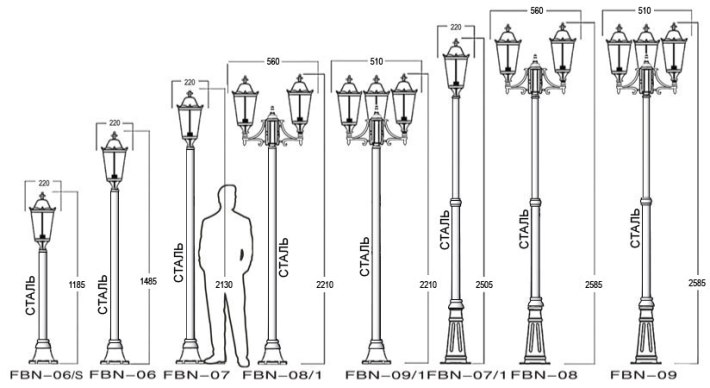 220
1185
СТАЛЬ
FBN-06/S
220
1485
СТАЛЬ
FBN-06
220
2130
СТАЛЬ
FBN-07
560
2210
СТАЛЬ
FBN-08/1
510
2210
СТАЛЬ
FBN-09/1
220
2505
СТАЛЬ
FBN-07/1
560
2585
СТАЛЬ
FBN-08
510
2585
СТАЛЬ
FBN-09